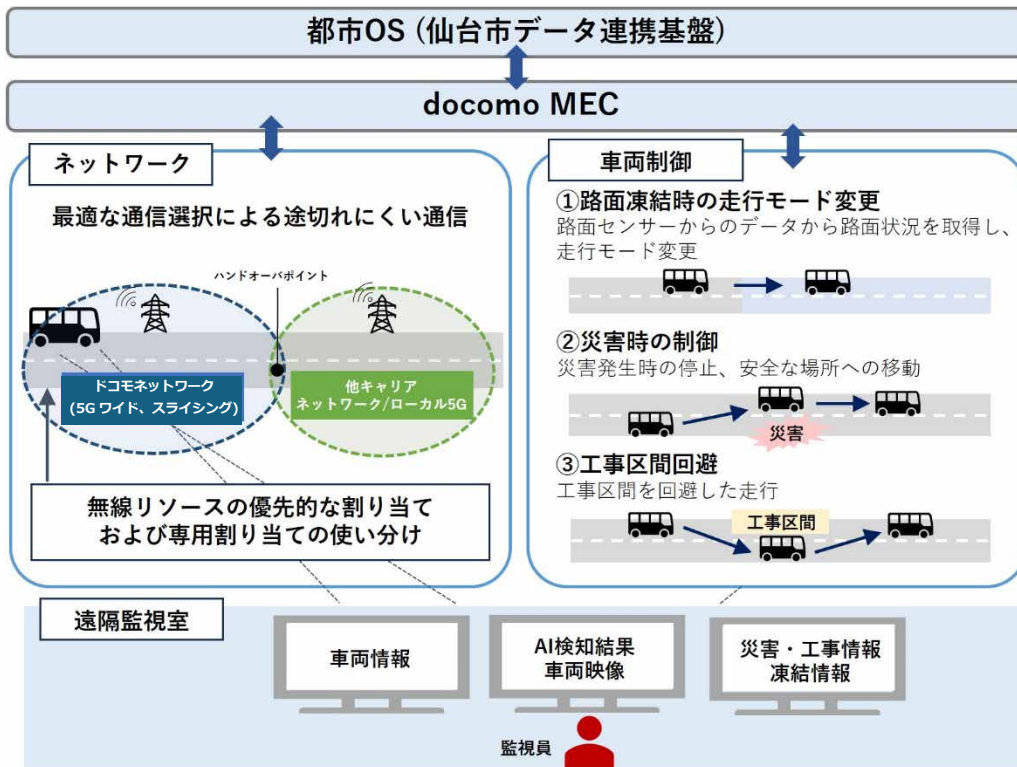 都市OS (仙台市データ連携基盤)
docomo MEC
ネットワーク
最適な通信選択による途切れにくい通信
ハンドオーバポイント
ドコモネットワーク
(5G ワイド、スライシング)
他キャリア
ネットワーク/ローカル5G
無線リソースの優先的な割り当て
および専用割り当ての使い分け
車両制御
①路面凍結時の走行モード変更
路面センサーからのデータから路面状況を取得し、
走行モード変更
②災害時の制御
災害発生時の停止、安全な場所への移動
災害
③工事区間回避
工事区間を回避した走行
工事区間
遠隔監視室
車両情報
AI検知結果
車両映像
災害・工事情報
凍結情報
監視員